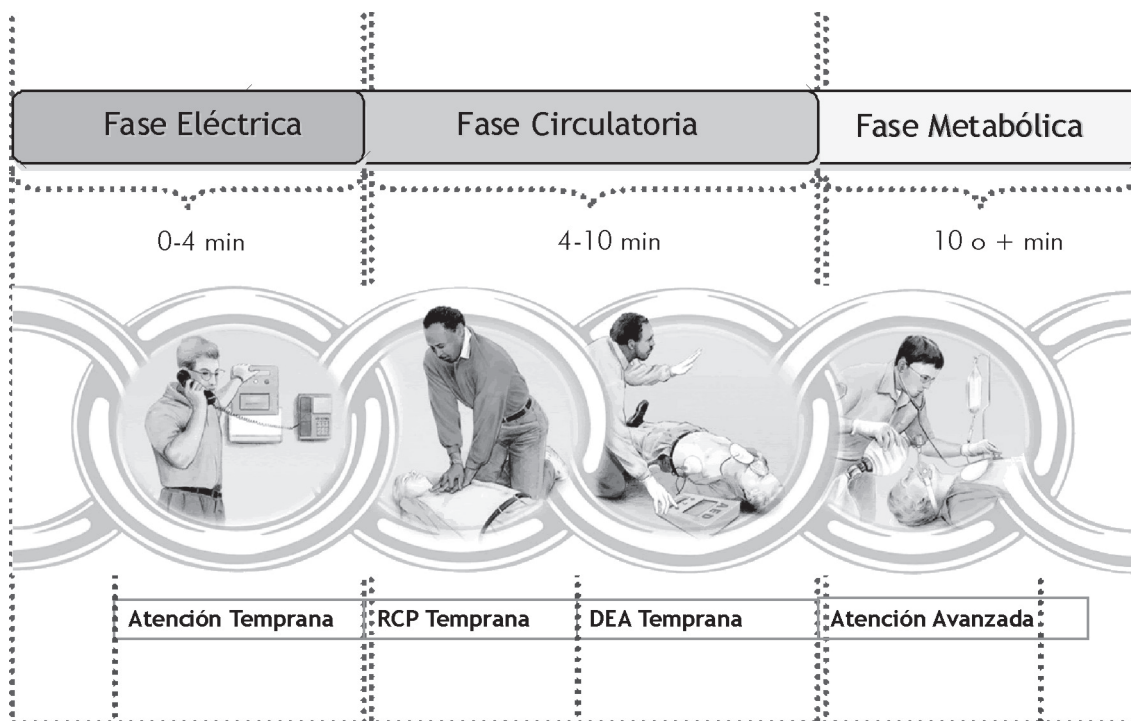 Fase Eléctrica
Fase Circulatoria
Fase Metabólica
0-4 min
4-10 min
10 o + min
AED
Atención Temprana
RCP Temprana
DEA Temprana
Atención Avanzada